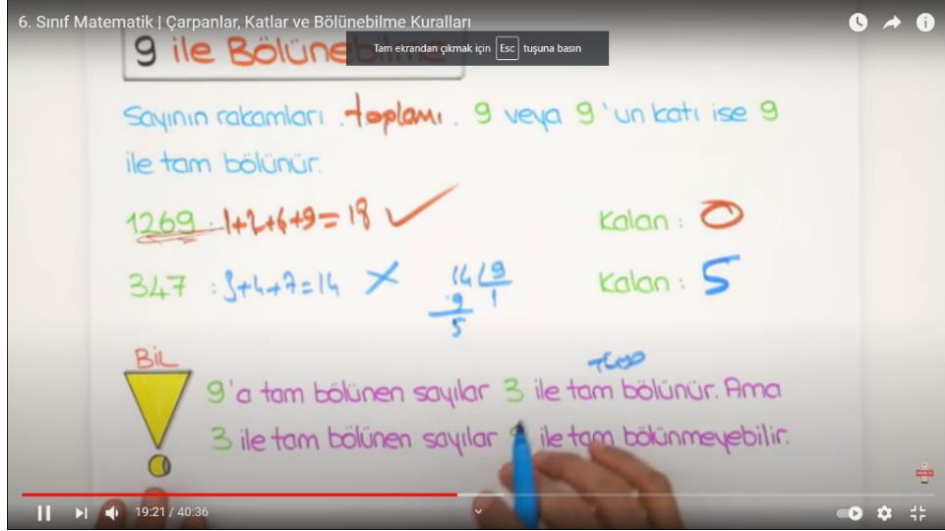 6. Sınıf Matematik | Çarpanlar, Katlar ve Bölünebilme Kuralları
Tam ekrandan çıkmak için Esc tuşuna basın
9 ile Bölünebilme
Sayının rakamları toplamı 9 veya 9'un katı ise 9
ile tam bölünür.
1269 : 1+2+6+9=18 ✓ Kalan : 0
347 : 3+4+7=14 X 14 9 Kalan : 5
9 1
5
BİL
9'a tam bölünen sayılar 3 ile tam bölünür. Ama
3 ile tam bölünen sayılar 9 ile tam bölünmeyebilir.
19:21 / 40:36